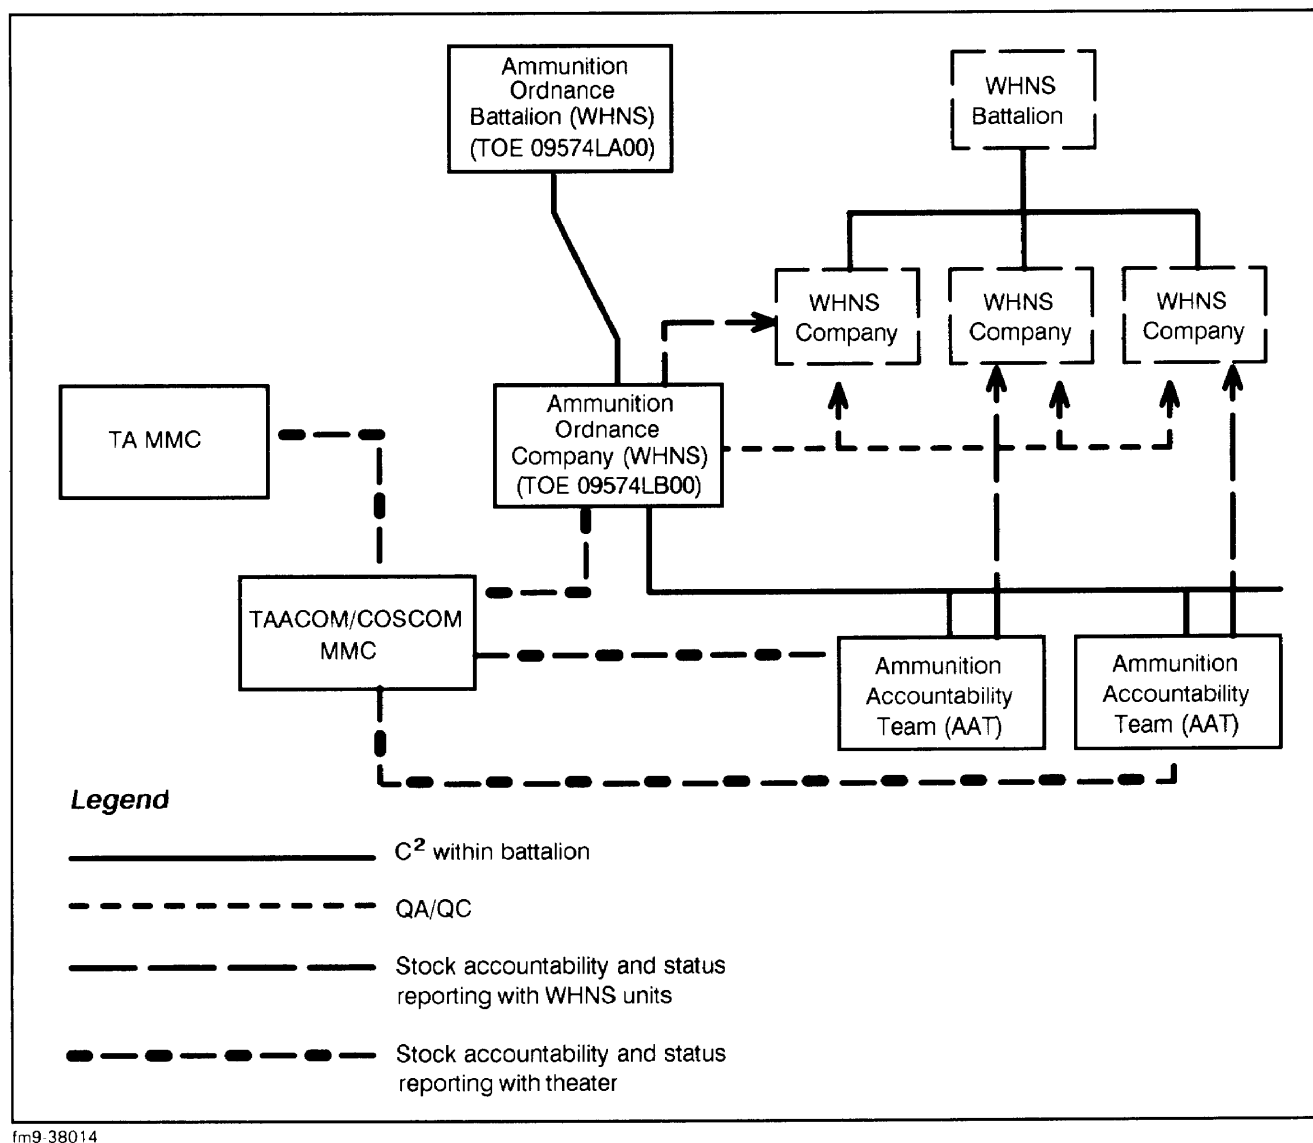 Ammunition
Ordnance
Battalion (WHNS)
(TOE 09574LA00)
WHNS
Battalion
WHNS
Company
WHNS
Company
WHNS
Company
Ammunition
Ordnance
Company (WHNS)
(TOE 09574LB00)
TA MMC
TAACOM/COSCOM
MMC
Ammunition
Accountability
Team (AAT)
Ammunition
Accountability
Team (AAT)
Legend
C² within battalion
QA/QC
Stock accountability and status
reporting with WHNS units
Stock accountability and status
reporting with theater
fm9-38014